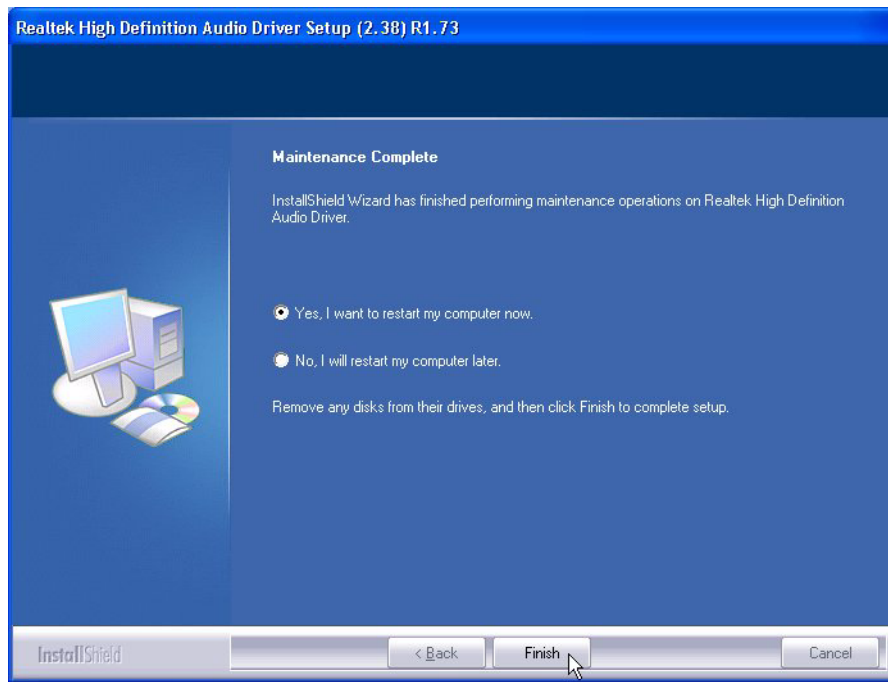 Realtek High Definition Audio Driver Setup (2.38) R1.73
Maintenance Complete
InstallShield Wizard has finished performing maintenance operations on Realtek High Definition
Audio Driver.
Yes, I want to restart my computer now.
No, I will restart my computer later.
Remove any disks from their drives, and then click Finish to complete setup.
InstallShield
< Back
Finish
Cancel